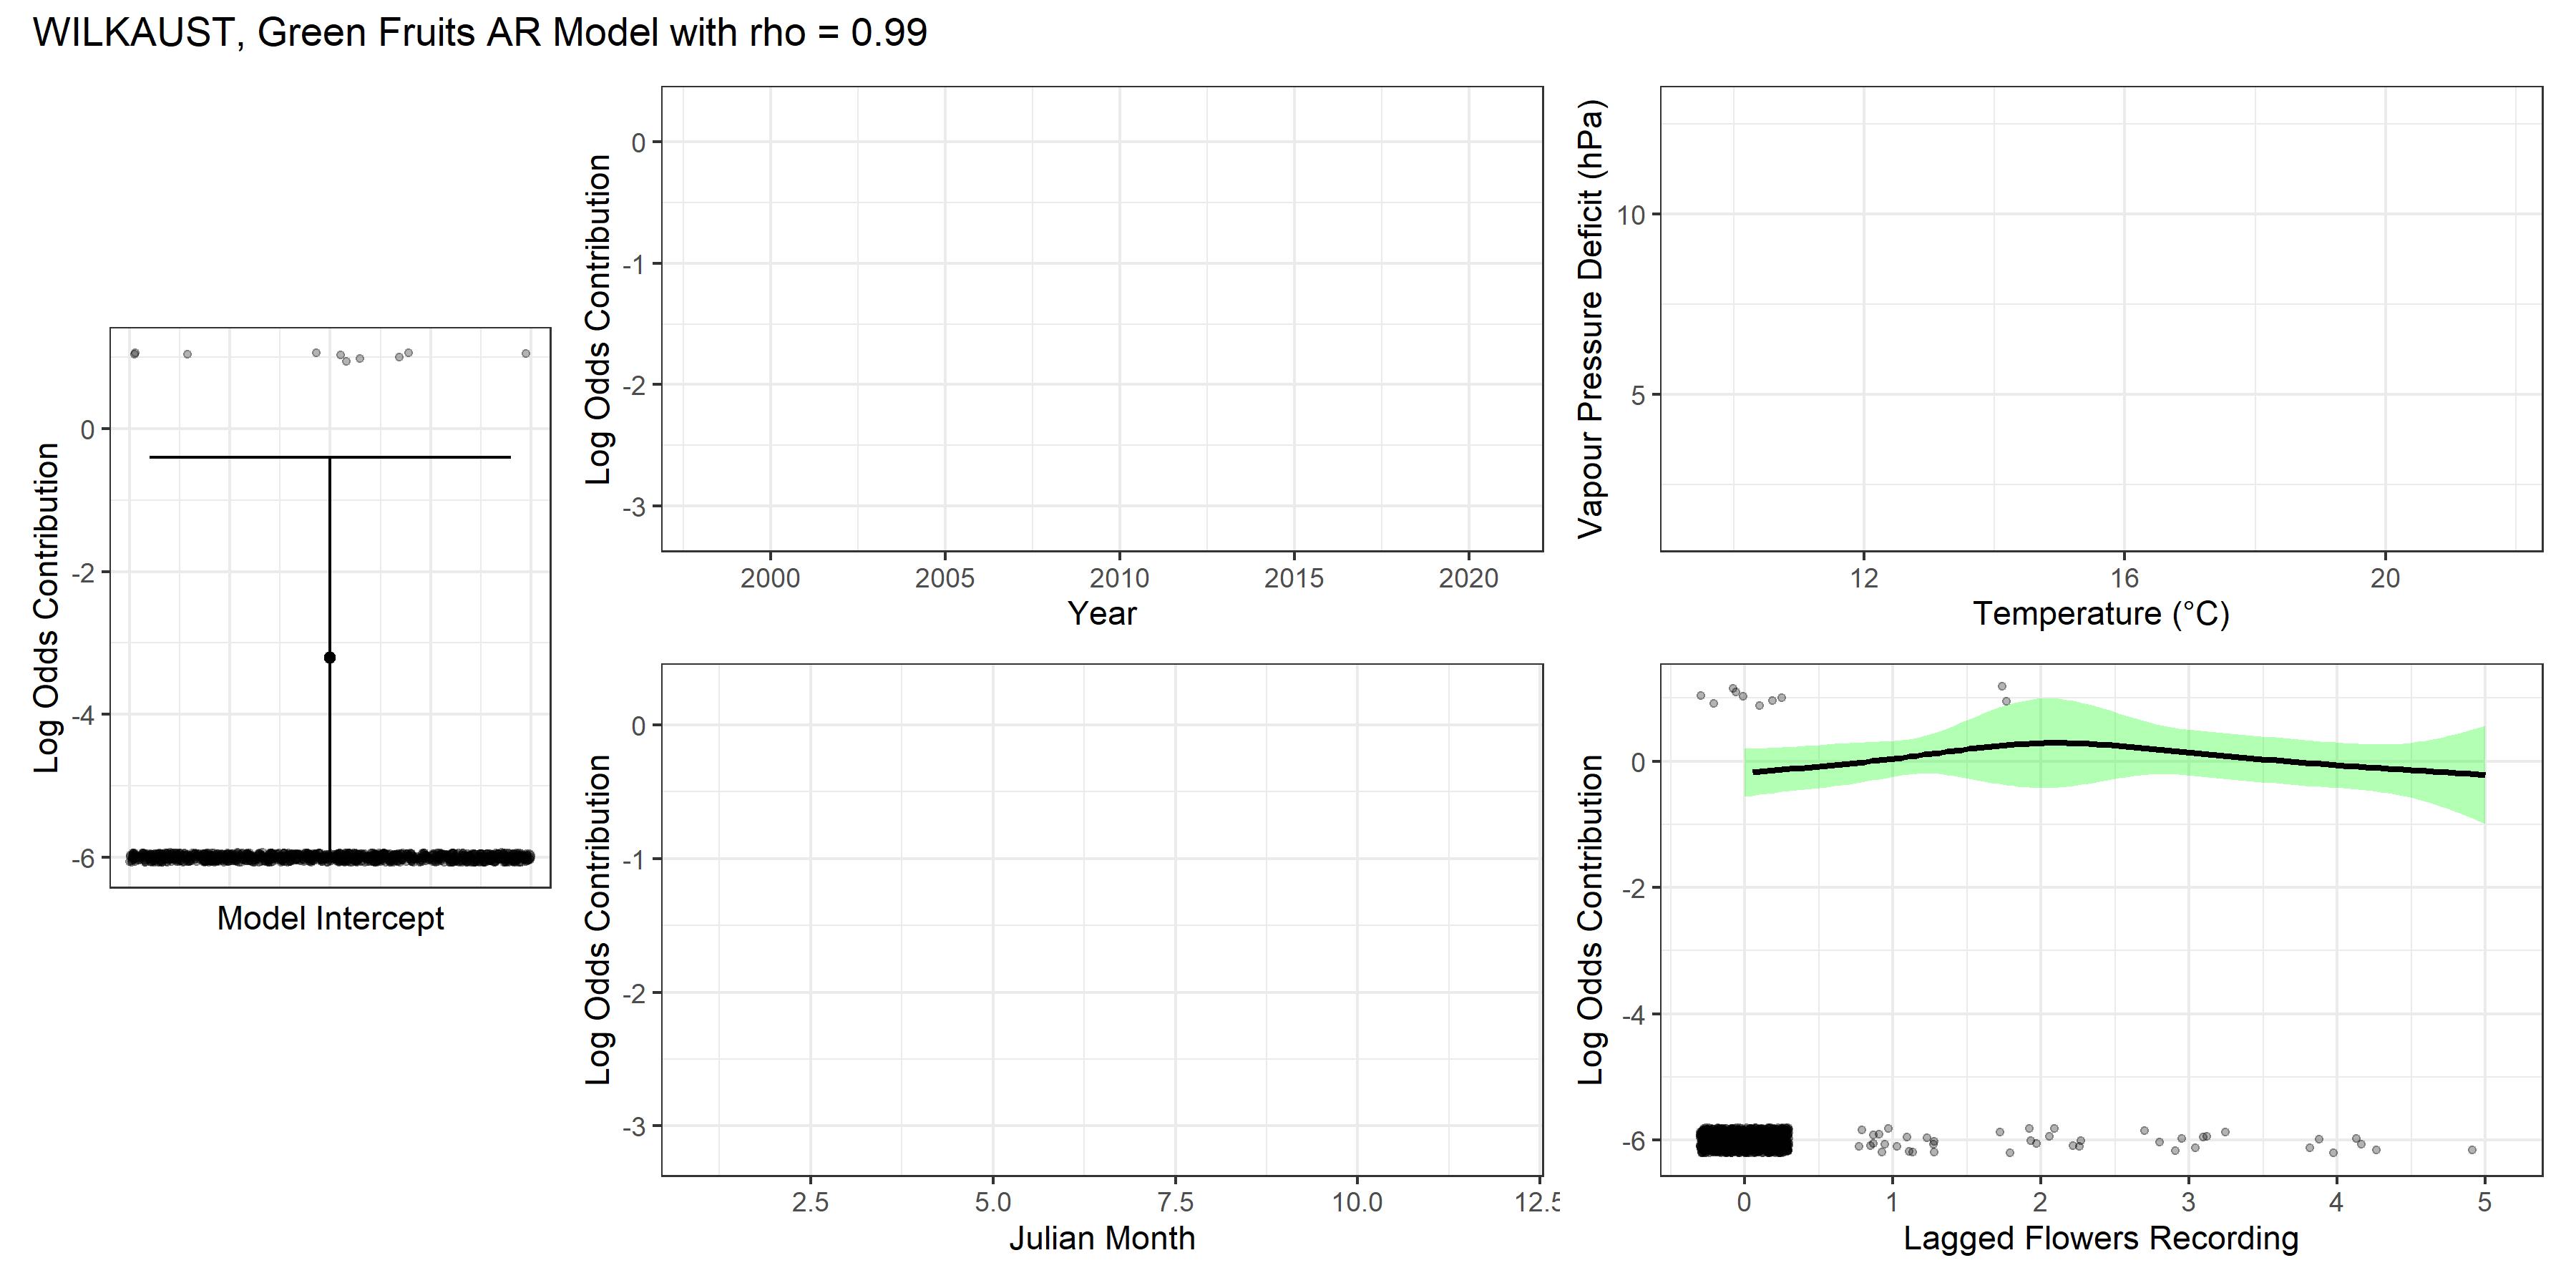 WILKAUST, Green Fruits AR Model with rho = 0.99
Log Odds Contribution
0
-2
-4
-6
Model Intercept
Log Odds Contribution
0
-1
-2
-3
2000 2005 2010 2015 2020
Year
Vapour Pressure Deficit (hPa)
10
5
12 16 20
Temperature (°C)
Log Odds Contribution
0
-1
-2
-3
2.5 5.0 7.5 10.0 12.5
Julian Month
Log Odds Contribution
0
-2
-4
-6
0 1 2 3 4 5
Lagged Flowers Recording